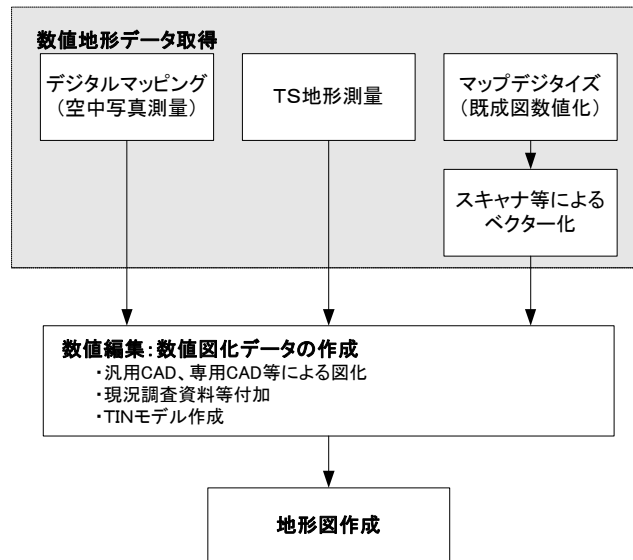 数値地形データ取得
デジタルマッピング
（空中写真測量）
ＴＳ地形測量
マップデジタイズ
（既成図数値化）
スキャナ等による
ベクター化
数値編集：数値図化データの作成
・汎用CAD、専用CAD等による図化
・現況調査資料等付加
・TINモデル作成
地形図作成